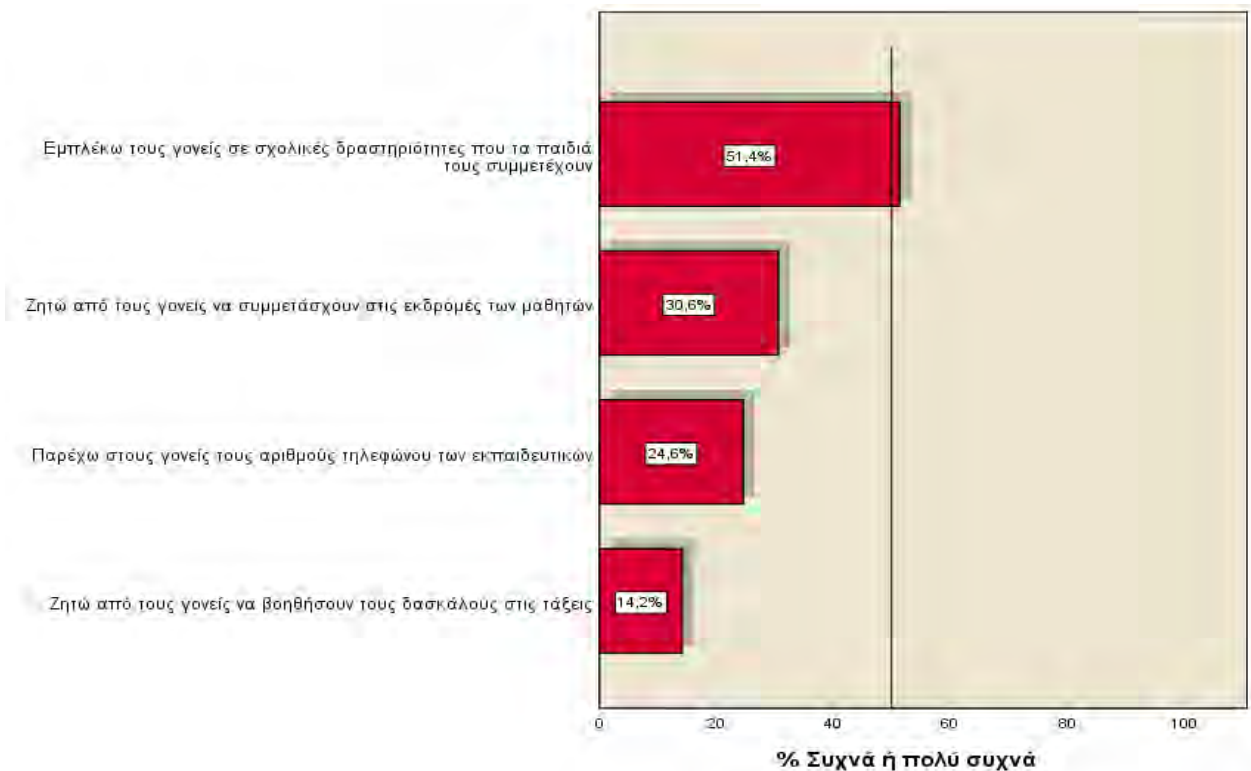 Εμπλέκω τους γονείς σε σχολικές δραστηριότητες που τα παιδιά
τους συμμετέχουν
51,4%
Ζητώ από τους γονείς να συμμετάσχουν στις εκδρομές των μαθητών
30,6%
Παρέχω στους γονείς τους αριθμούς τηλεφώνου των εκπαιδευτικών
24,6%
Ζητώ από τους γονείς να βοηθήσουν τους δασκάλους στις τάξεις
14,2%
0 20 40 60 80 100
% Συχνά ή πολύ συχνά